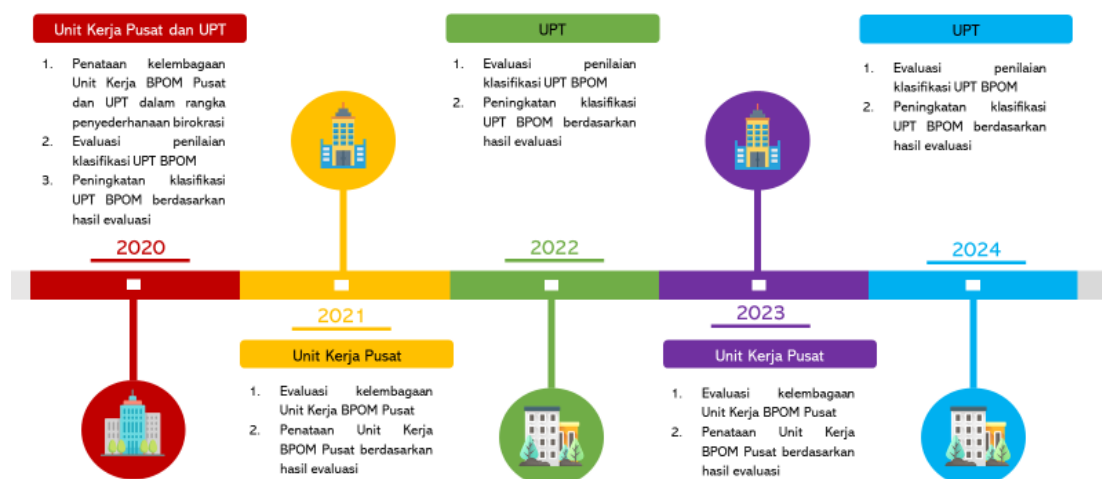 Unit Kerja Pusat dan UPT
1. Penataan kelembagaan
Unit Kerja BPOM Pusat
dan UPT dalam rangka
penyederhanaan birokrasi
2. Evaluasi penilaian
klasifikasi UPT BPOM
3. Peningkatan klasifikasi
UPT BPOM berdasarkan
hasil evaluasi
2020
2021
Unit Kerja Pusat
1. Evaluasi kelembagaan
Unit Kerja BPOM Pusat
2. Penataan Unit Kerja
BPOM Pusat berdasarkan
hasil evaluasi
UPT
1. Evaluasi penilaian
klasifikasi UPT BPOM
2. Peningkatan klasifikasi
UPT BPOM berdasarkan
hasil evaluasi
2022
2023
Unit Kerja Pusat
1. Evaluasi kelembagaan
Unit Kerja BPOM Pusat
2. Penataan Unit Kerja
BPOM Pusat berdasarkan
hasil evaluasi
UPT
1. Evaluasi penilaian
klasifikasi UPT BPOM
2. Peningkatan klasifikasi
UPT BPOM berdasarkan
hasil evaluasi
2024